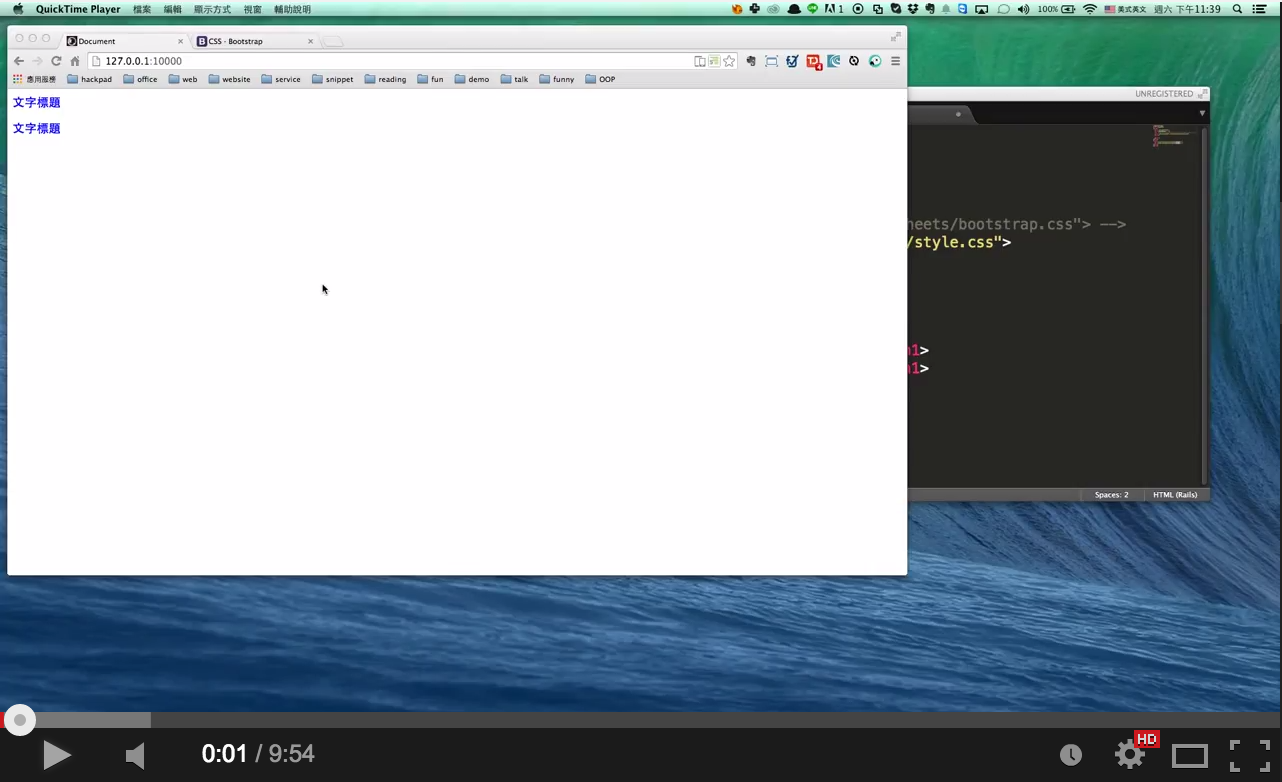 QuickTime Player 檔案 編輯 顯示方式 視窗 輔助說明 1 100% 美式英文 週六 下午11:39
Document CSS · Bootstrap
127.0.0.1:10000
應用服務 hackpad office web website service snippet reading fun demo talk funny OOP
文字標題
文字標題
UNREGISTERED
heets/bootstrap.css"> -->
/style.css">
1>
1>
Spaces: 2 HTML (Rails)
0:01 / 9:54
HD